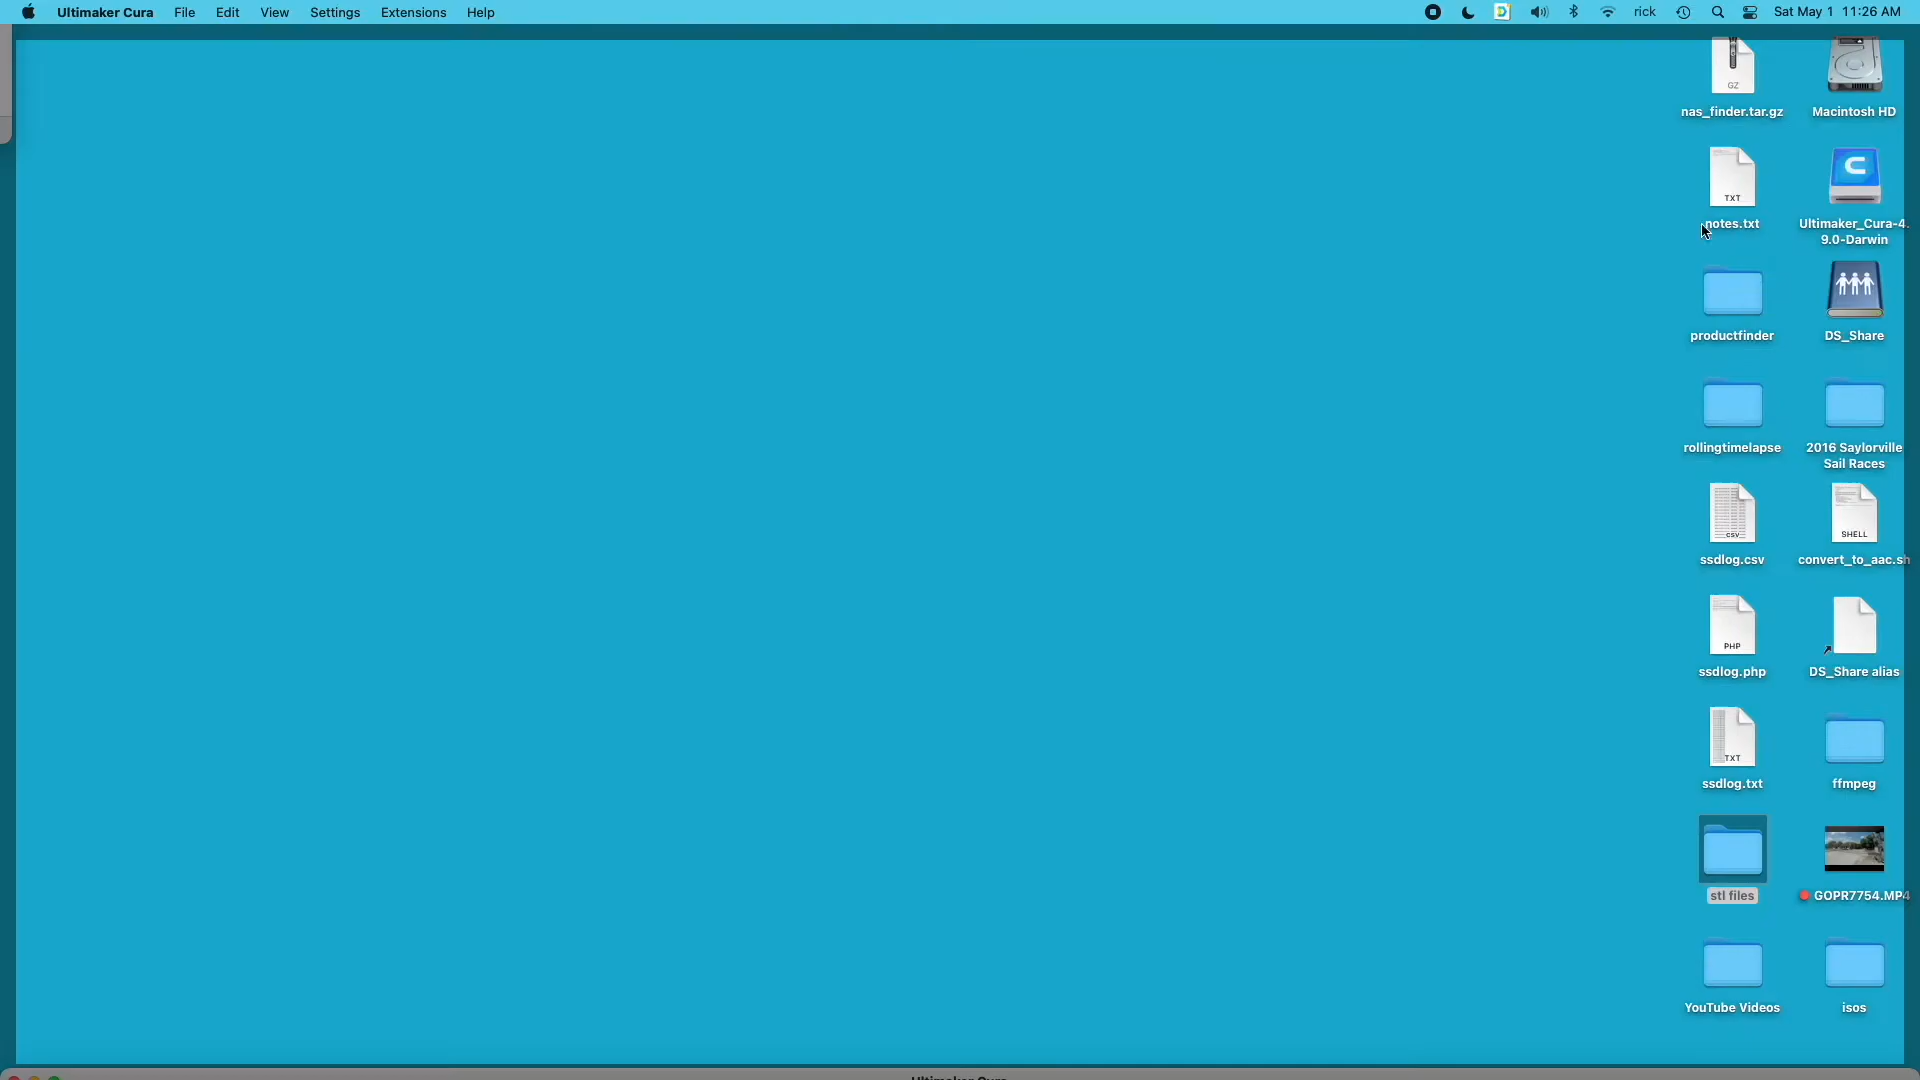 Ultimaker Cura File Edit View Settings Extensions Help rick Sat May 1 11:26 AM
GZ
nas_finder.tar.gz Macintosh HD
TXT
notes.txt Ultimaker_Cura-4.
9.0-Darwin
productfinder DS_Share
rollingtimelapse 2016 Saylorville
Sail Races
CSV SHELL
ssdlog.csv convert_to_aac.sh
PHP
ssdlog.php DS_Share alias
TXT
ssdlog.txt ffmpeg
stl files GOPR7754.MP4
YouTube Videos isos
Ultimaker Cura